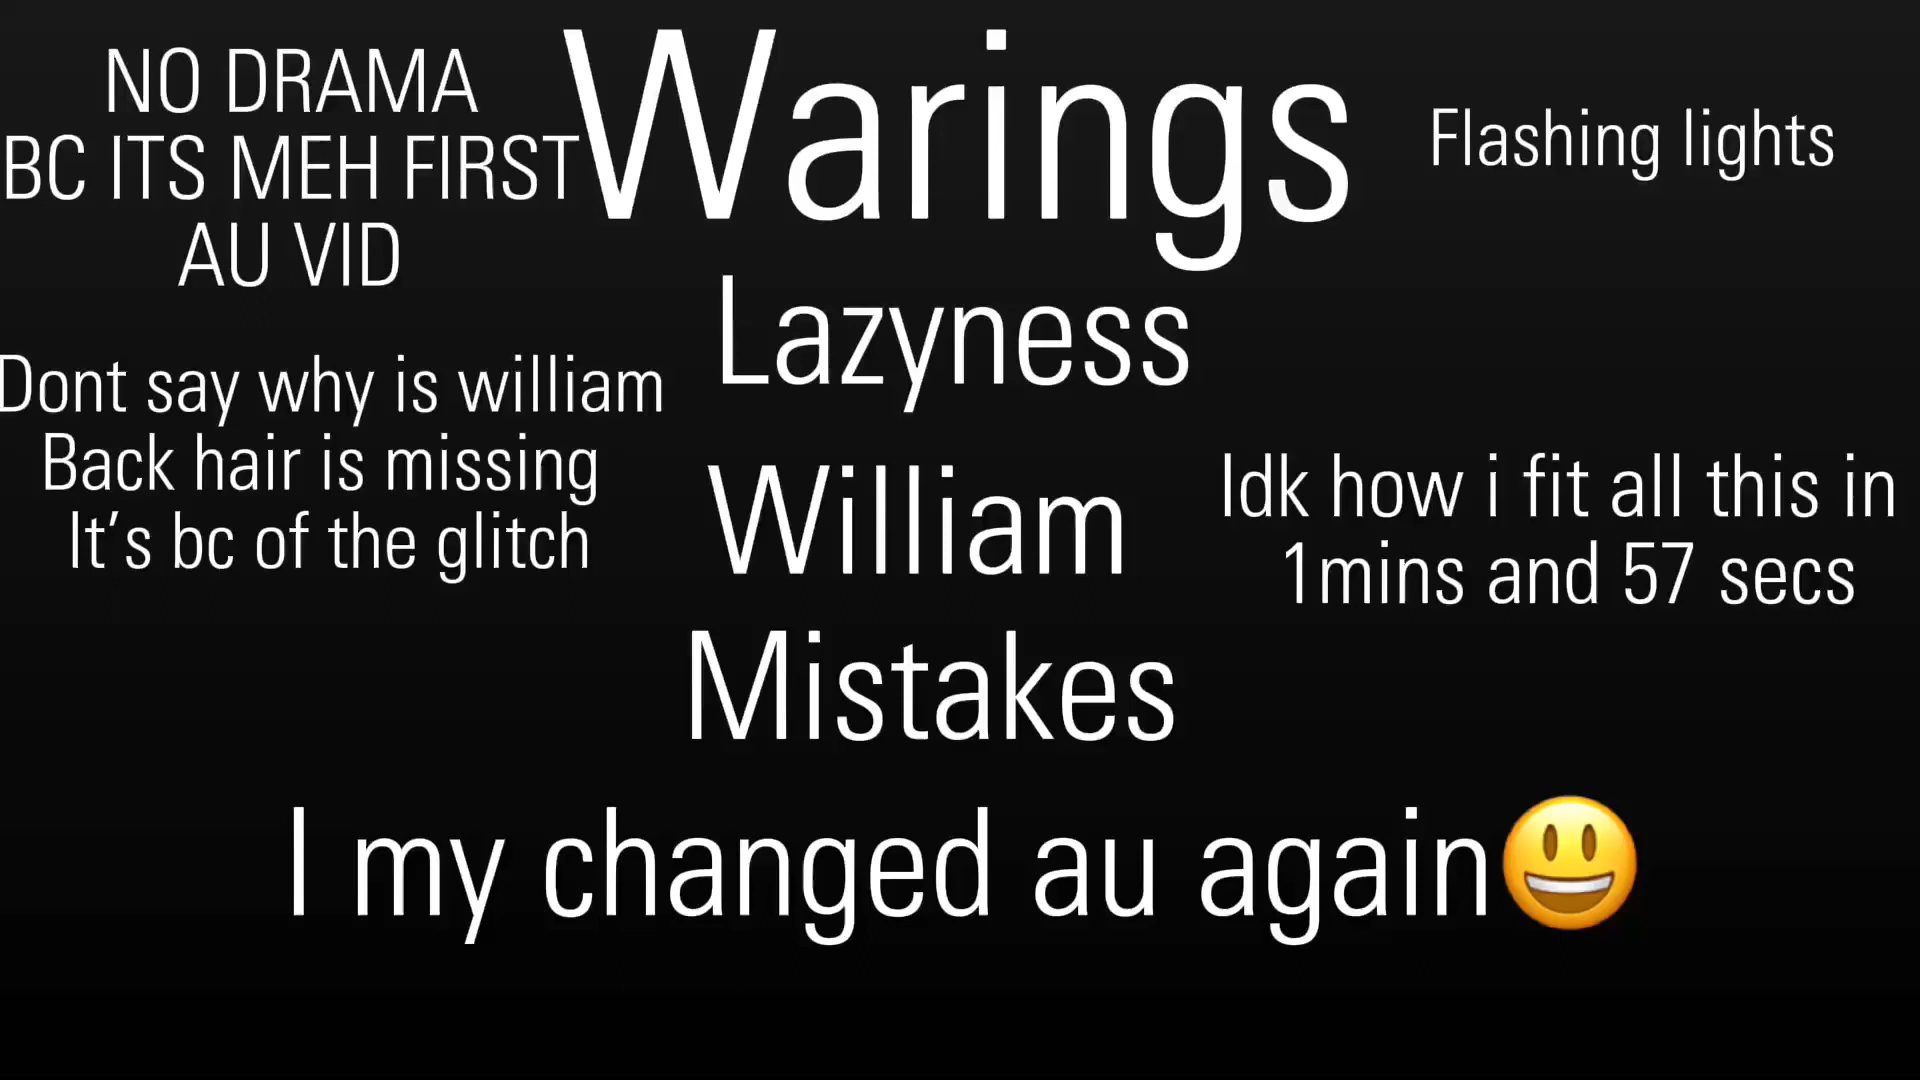 Warings
NO DRAMA
BC ITS MEH FIRST
AU VID
Flashing lights
Lazyness
Dont say why is william
Back hair is missing
It’s bc of the glitch
William
Idk how i fit all this in
1mins and 57 secs
Mistakes
I my changed au again😃